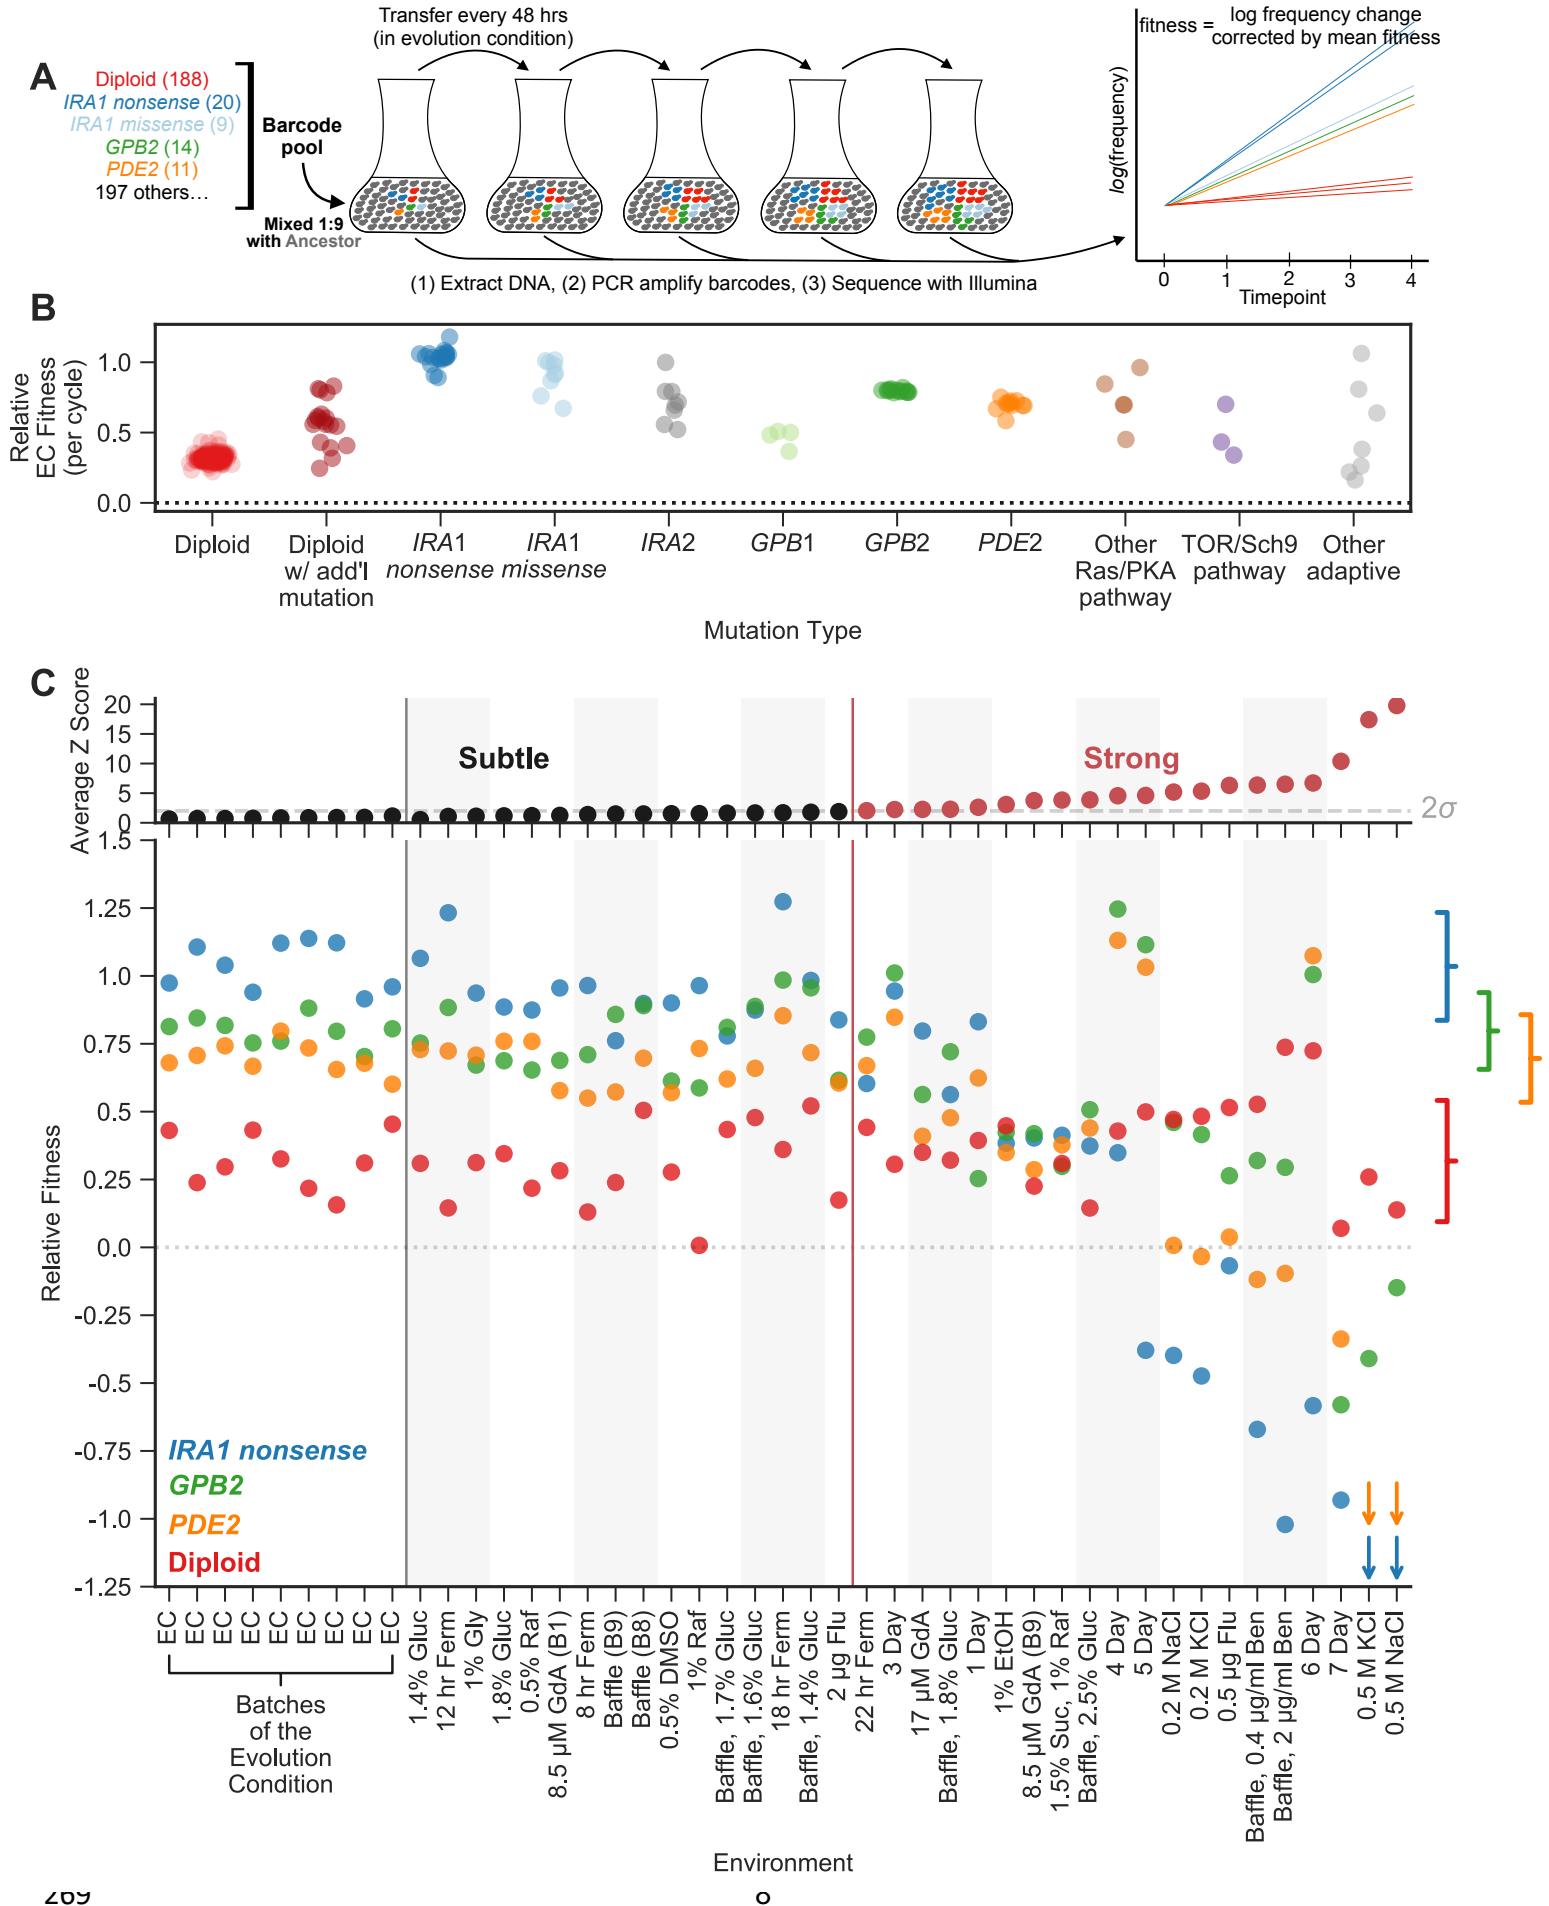 A
Diploid (188)
IRA1 nonsense (20)
IRA1 missense (9)
GPB2 (14)
PDE2 (11)
197 others…
Barcode
pool
Mixed 1:9
with Ancestor
Transfer every 48 hrs
(in evolution condition)
(1) Extract DNA, (2) PCR amplify barcodes, (3) Sequence with Illumina
fitness =
log frequency change
corrected by mean fitness
log(frequency)
0 1 2 3 4
Timepoint
B
Relative
EC Fitness
(per cycle)
1.0
0.5
0.0
Diploid
Diploid
w/ add'l
mutation
IRA1
nonsense
IRA1
missense
IRA2
GPB1
GPB2
PDE2
Other
Ras/PKA
pathway
TOR/Sch9
pathway
Other
adaptive
Mutation Type
C
Average Z Score
20
15
10
5
0
Subtle
Strong
2σ
Relative Fitness
1.5
1.25
1.0
0.75
0.5
0.25
0.0
-0.25
-0.5
-0.75
-1.0
-1.25
IRA1 nonsense
GPB2
PDE2
Diploid
EC
EC
EC
EC
EC
EC
EC
EC
EC
1.4% Gluc
12 hr Ferm
1% Gly
1.8% Gluc
0.5% Raf
8.5 µM GdA (B1)
8 hr Ferm
Baffle (B9)
Baffle (B8)
0.5% DMSO
1% Raf
Baffle, 1.7% Gluc
Baffle, 1.6% Gluc
18 hr Ferm
Baffle, 1.4% Gluc
2 µg Flu
22 hr Ferm
3 Day
17 µM GdA
Baffle, 1.8% Gluc
1 Day
1% EtOH
8.5 µM GdA (B9)
1.5% Suc, 1% Raf
Baffle, 2.5% Gluc
4 Day
5 Day
0.2 M NaCl
0.2 M KCl
0.5 µg Flu
Baffle, 0.4 µg/ml Ben
Baffle, 2 µg/ml Ben
6 Day
7 Day
0.5 M KCl
0.5 M NaCl
Batches
of the
Evolution
Condition
Environment
269
8